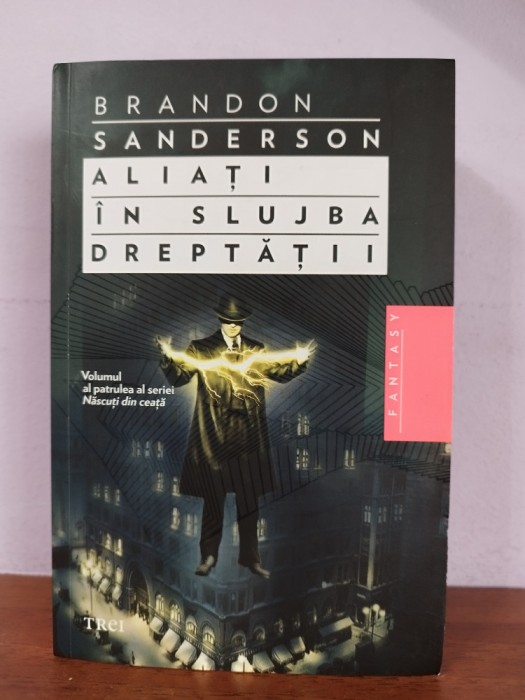 BRANDON
SANDERSON
ALIAȚI
ÎN SLUJBA
DREPTĂȚII
Volumul
al patrulea al seriei
Născuți din ceață
FANTASY
TREI